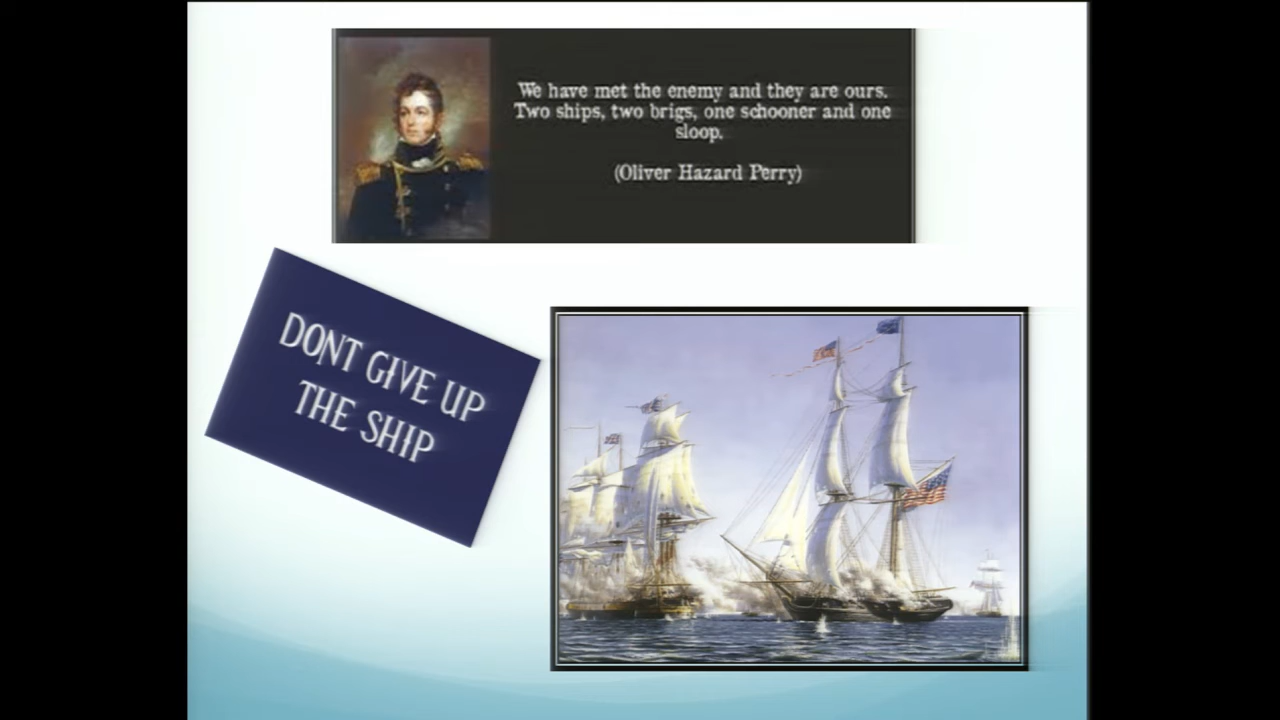 We have met the enemy and they are ours.
Two ships, two brigs, one schooner and one
sloop.
(Oliver Hazard Perry)
DONT GIVE UP
THE SHIP